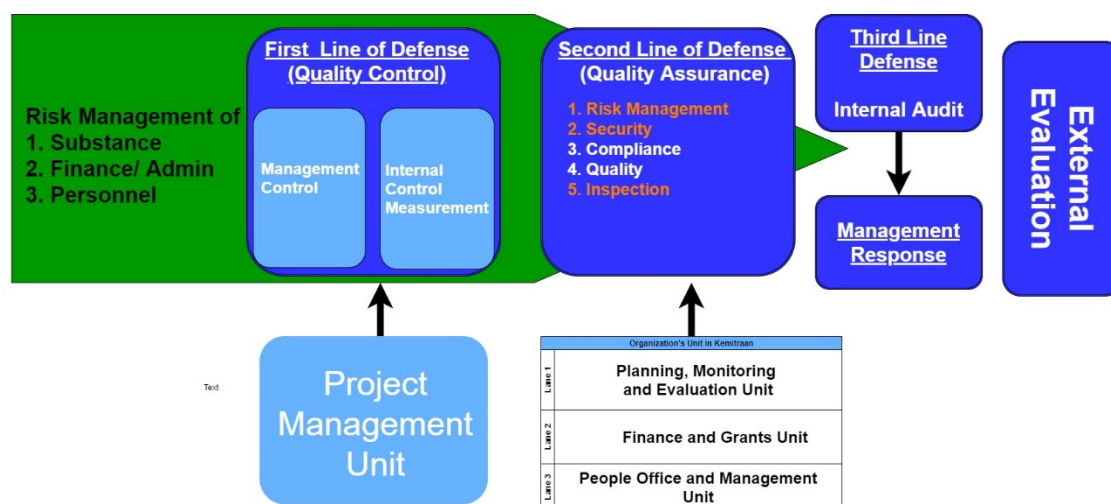 Risk Management of
1. Substance
2. Finance/ Admin
3. Personnel
First Line of Defense
(Quality Control)
Management
Control
Internal
Control
Measurement
Second Line of Defense
(Quality Assurance)
1. Risk Management
2. Security
3. Compliance
4. Quality
5. Inspection
Third Line
Defense
Internal Audit
Management
Response
External
Evaluation
Text
Project
Management
Unit
Organization's Unit in Kemitraan
Lane 1
Planning, Monitoring
and Evaluation Unit
Lane 2
Finance and Grants Unit
Lane 3
People Office and Management
Unit